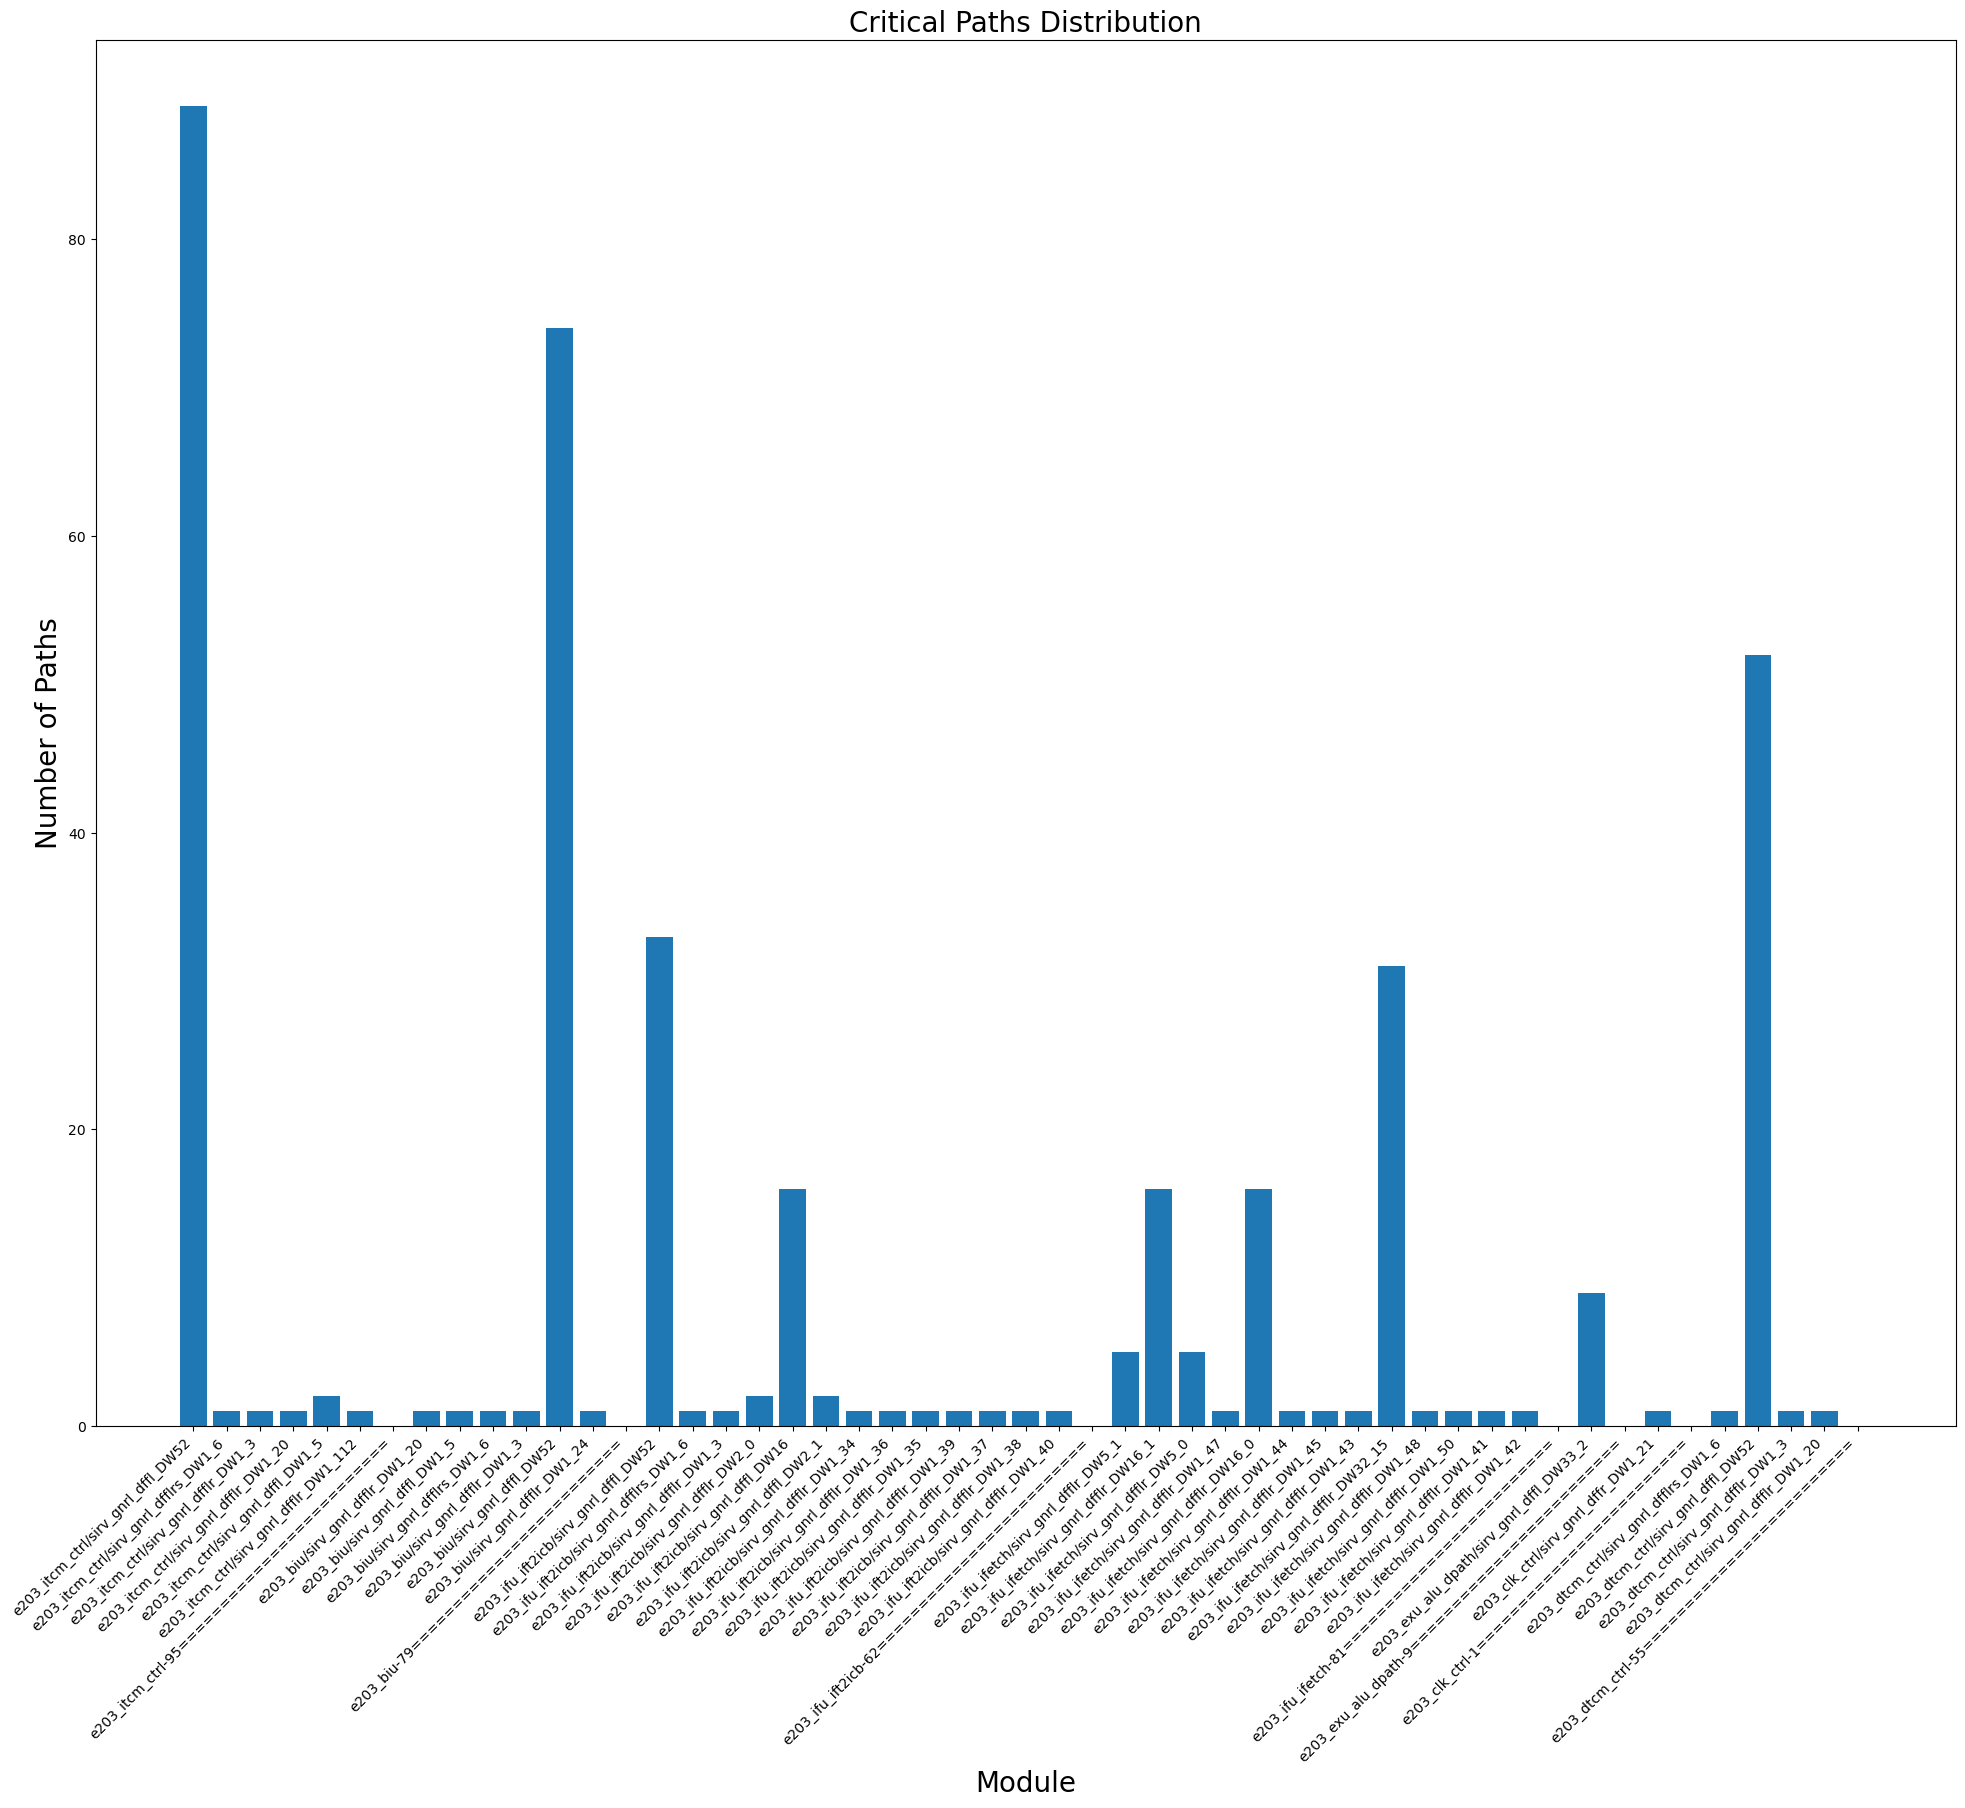 Critical Paths Distribution
Number of Paths
80
60
40
20
0
e203_itcm_ctrl/sirv_gnrl_dffl_DW52
e203_itcm_ctrl/sirv_gnrl_dfflrs_DW1_6
e203_itcm_ctrl/sirv_gnrl_dfflr_DW1_3
e203_itcm_ctrl/sirv_gnrl_dfflr_DW1_20
e203_itcm_ctrl/sirv_gnrl_dffl_DW1_5
e203_itcm_ctrl/sirv_gnrl_dfflr_DW1_112
e203_itcm_ctrl-95====================
e203_biu/sirv_gnrl_dfflr_DW1_20
e203_biu/sirv_gnrl_dffl_DW1_5
e203_biu/sirv_gnrl_dfflrs_DW1_6
e203_biu/sirv_gnrl_dfflr_DW1_3
e203_biu/sirv_gnrl_dffl_DW52
e203_biu/sirv_gnrl_dfflr_DW1_24
e203_biu-79====================
e203_ifu_ift2icb/sirv_gnrl_dffl_DW52
e203_ifu_ift2icb/sirv_gnrl_dfflrs_DW1_6
e203_ifu_ift2icb/sirv_gnrl_dfflr_DW1_3
e203_ifu_ift2icb/sirv_gnrl_dfflr_DW2_0
e203_ifu_ift2icb/sirv_gnrl_dffl_DW16
e203_ifu_ift2icb/sirv_gnrl_dffl_DW2_1
e203_ifu_ift2icb/sirv_gnrl_dfflr_DW1_34
e203_ifu_ift2icb/sirv_gnrl_dfflr_DW1_36
e203_ifu_ift2icb/sirv_gnrl_dfflr_DW1_35
e203_ifu_ift2icb/sirv_gnrl_dfflr_DW1_39
e203_ifu_ift2icb/sirv_gnrl_dfflr_DW1_37
e203_ifu_ift2icb/sirv_gnrl_dfflr_DW1_38
e203_ifu_ift2icb/sirv_gnrl_dfflr_DW1_40
e203_ifu_ift2icb-62====================
e203_ifu_ifetch/sirv_gnrl_dfflr_DW5_1
e203_ifu_ifetch/sirv_gnrl_dfflr_DW16_1
e203_ifu_ifetch/sirv_gnrl_dfflr_DW5_0
e203_ifu_ifetch/sirv_gnrl_dfflr_DW1_47
e203_ifu_ifetch/sirv_gnrl_dfflr_DW16_0
e203_ifu_ifetch/sirv_gnrl_dfflr_DW1_44
e203_ifu_ifetch/sirv_gnrl_dfflr_DW1_45
e203_ifu_ifetch/sirv_gnrl_dfflr_DW1_43
e203_ifu_ifetch/sirv_gnrl_dfflr_DW32_15
e203_ifu_ifetch/sirv_gnrl_dfflr_DW1_48
e203_ifu_ifetch/sirv_gnrl_dfflr_DW1_50
e203_ifu_ifetch/sirv_gnrl_dfflr_DW1_41
e203_ifu_ifetch/sirv_gnrl_dfflr_DW1_42
e203_ifu_ifetch-81====================
e203_exu_alu_dpath/sirv_gnrl_dffl_DW33_2
e203_exu_alu_dpath-9====================
e203_clk_ctrl/sirv_gnrl_dffr_DW1_21
e203_clk_ctrl-1====================
e203_dtcm_ctrl/sirv_gnrl_dfflrs_DW1_6
e203_dtcm_ctrl/sirv_gnrl_dffl_DW52
e203_dtcm_ctrl/sirv_gnrl_dfflr_DW1_3
e203_dtcm_ctrl/sirv_gnrl_dfflr_DW1_20
e203_dtcm_ctrl-55====================
Module